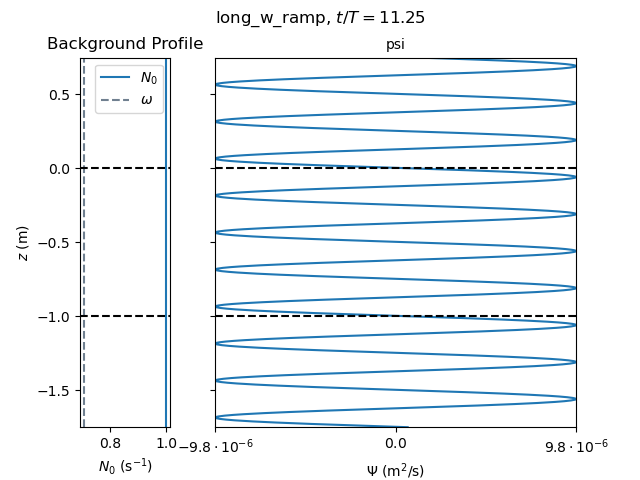 long_w_ramp, t/T = 11.25
Background Profile
psi
N₀
ω
0.5
0.0
−0.5
−1.0
−1.5
z (m)
0.8
1.0
−9.8 · 10⁻⁶
0.0
9.8 · 10⁻⁶
N₀ (s⁻¹)
Ψ (m²/s)